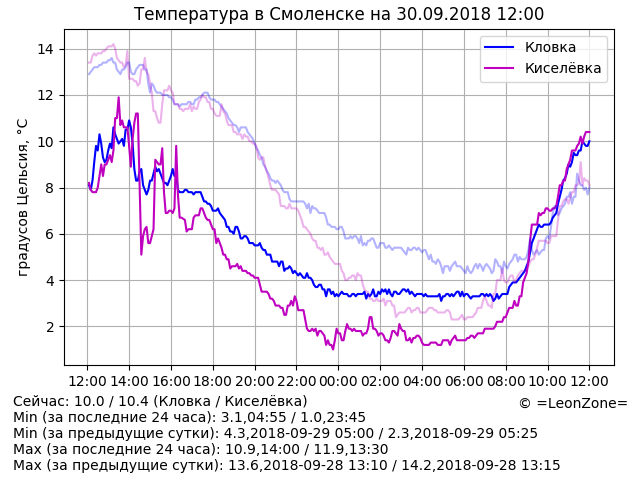 Температура в Смоленске на 30.09.2018 12:00
Кловка
Киселёвка
градусов Цельсия, °C
14
12
10
8
6
4
2
12:00 14:00 16:00 18:00 20:00 22:00 00:00 02:00 04:00 06:00 08:00 10:00 12:00
Сейчас: 10.0 / 10.4 (Кловка / Киселёвка)
© =LeonZone=
Min (за последние 24 часа): 3.1,04:55 / 1.0,23:45
Min (за предыдущие сутки): 4.3,2018-09-29 05:00 / 2.3,2018-09-29 05:25
Max (за последние 24 часа): 10.9,14:00 / 11.9,13:30
Max (за предыдущие сутки): 13.6,2018-09-28 13:10 / 14.2,2018-09-28 13:15